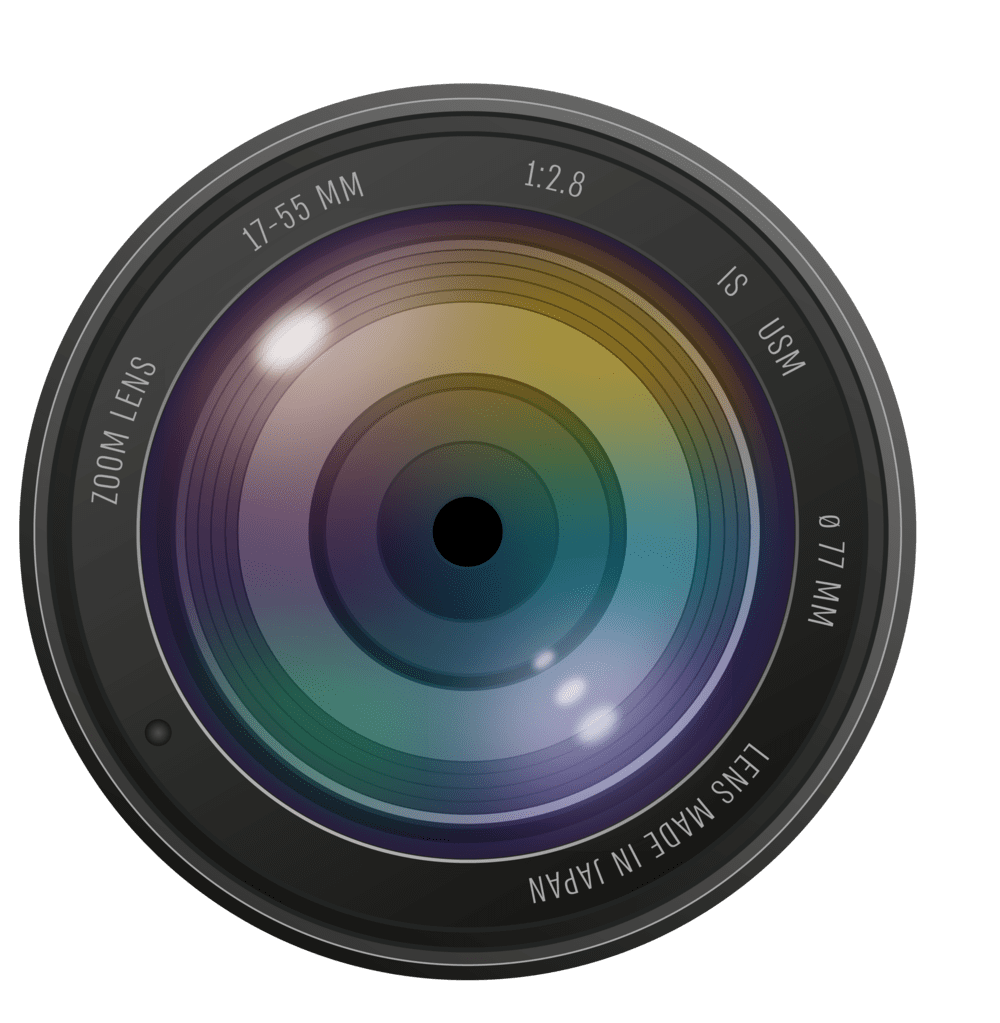 ZOOM LENS
17-55 MM
1:2.8
IS USM
Ø 77 MM
LENS MADE IN JAPAN